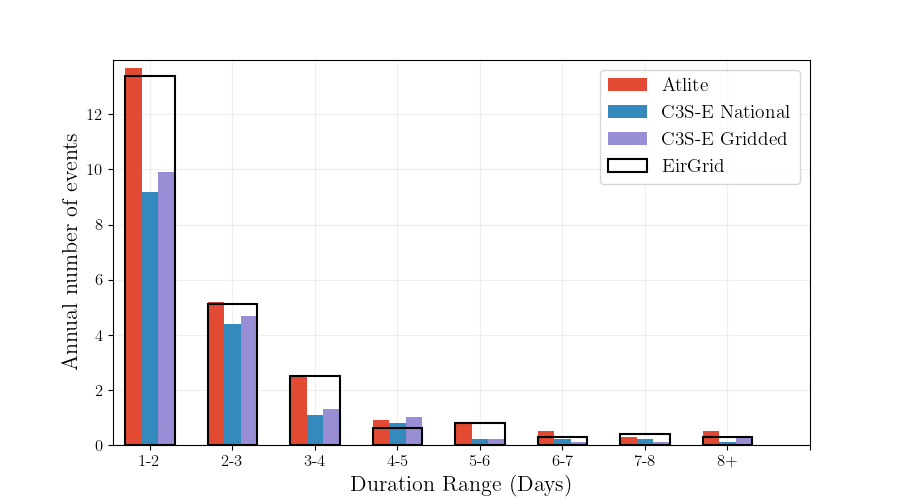 Atlite
C3S-E National
C3S-E Gridded
EirGrid
Annual number of events
12
10
8
6
4
2
0
1-2 2-3 3-4 4-5 5-6 6-7 7-8 8+
Duration Range (Days)